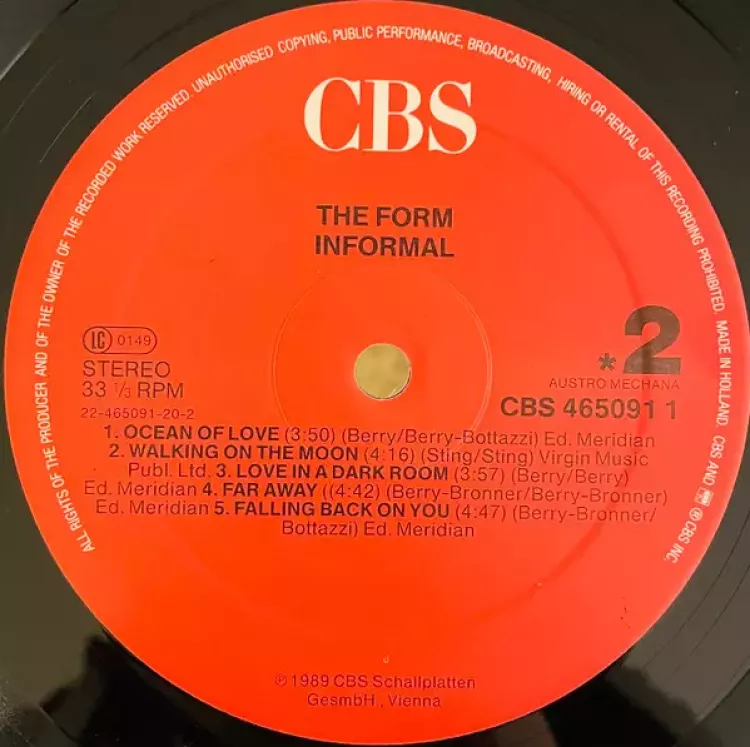 ALL RIGHTS OF THE PRODUCER AND OF THE OWNER OF THE RECORDED WORK RESERVED. UNAUTHORISED COPYING, PUBLIC PERFORMANCE, BROADCASTING, HIRING OR RENTAL OF THIS RECORDING PROHIBITED. MADE IN HOLLAND. CBS AND ℗ CBS INC.
CBS
THE FORM
INFORMAL
LC 0149
STEREO
33 1/3 RPM
22-465091-20-2
*2
AUSTRO MECHANA
CBS 465091 1
1. OCEAN OF LOVE (3:50) (Berry/Berry-Bottazzi) Ed. Meridian
2. WALKING ON THE MOON (4:16) (Sting/Sting) Virgin Music
Publ. Ltd. 3. LOVE IN A DARK ROOM (3:57) (Berry/Berry)
Ed. Meridian 4. FAR AWAY ((4:42) (Berry-Bronner/Berry-Bronner)
Ed. Meridian 5. FALLING BACK ON YOU (4:47) (Berry-Bronner/
Bottazzi) Ed. Meridian
℗ 1989 CBS Schallplatten
GesmbH., Vienna